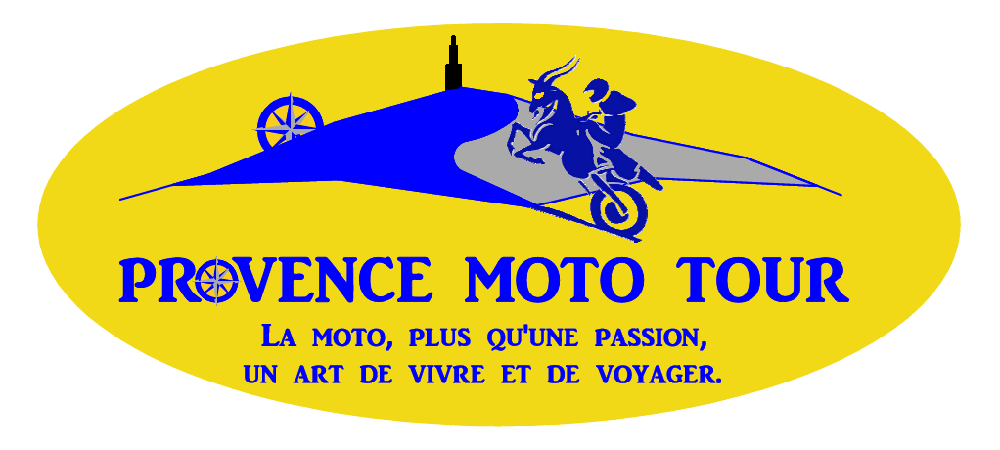 PROVENCE MOTO TOUR
LA MOTO, PLUS QU'UNE PASSION,
UN ART DE VIVRE ET DE VOYAGER.